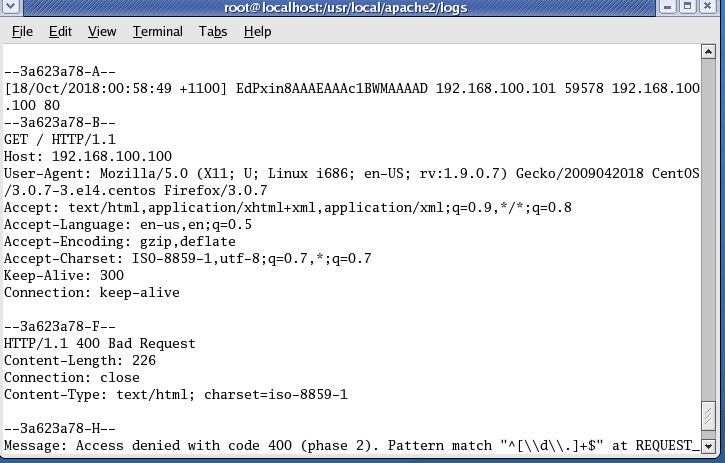 root@localhost:/usr/local/apache2/logs
File Edit View Terminal Tabs Help
--3a623a78-A--
[18/Oct/2018:00:58:49 +1100] EdPxin8AAAEAAAc1BWMAAAAD 192.168.100.101 59578 192.168.100
.100 80
--3a623a78-B--
GET / HTTP/1.1
Host: 192.168.100.100
User-Agent: Mozilla/5.0 (X11; U; Linux i686; en-US; rv:1.9.0.7) Gecko/2009042018 CentOS
/3.0.7-3.el4.centos Firefox/3.0.7
Accept: text/html,application/xhtml+xml,application/xml;q=0.9,*/*;q=0.8
Accept-Language: en-us,en;q=0.5
Accept-Encoding: gzip,deflate
Accept-Charset: ISO-8859-1,utf-8;q=0.7,*;q=0.7
Keep-Alive: 300
Connection: keep-alive
--3a623a78-F--
HTTP/1.1 400 Bad Request
Content-Length: 226
Connection: close
Content-Type: text/html; charset=iso-8859-1
--3a623a78-H--
Message: Access denied with code 400 (phase 2). Pattern match "^[\\d\\.]+$" at REQUEST_